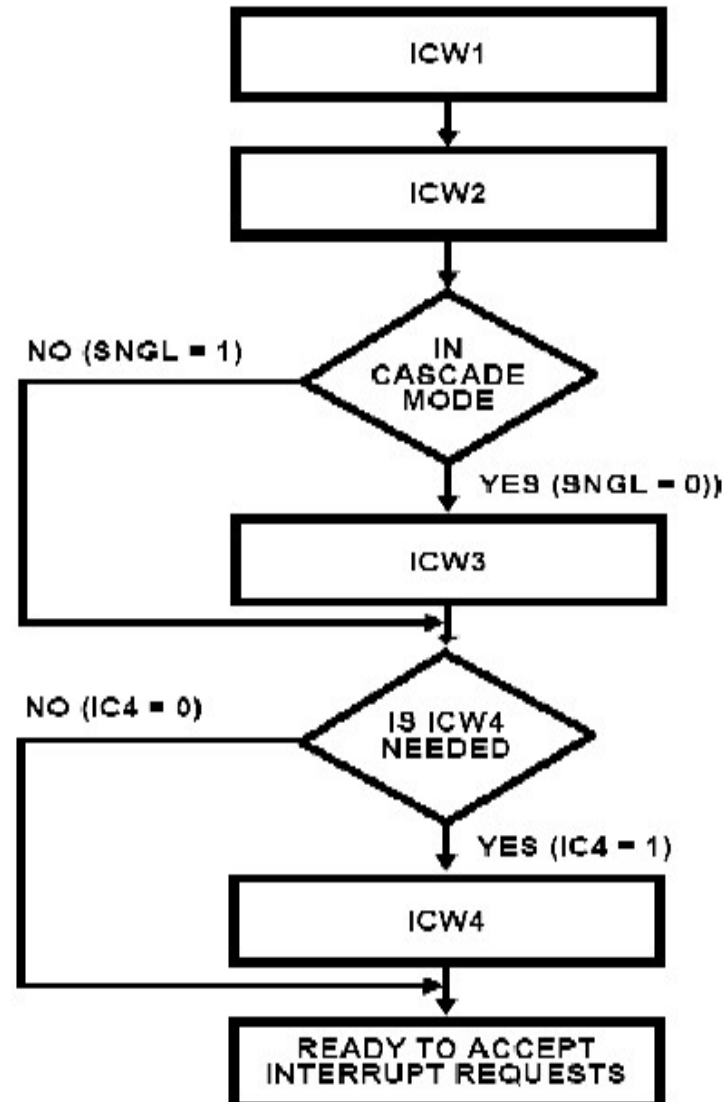 ICW1
ICW2
NO (SNGL = 1)
IN
CASCADE
MODE
YES (SNGL = 0))
ICW3
NO (IC4 = 0)
IS ICW4
NEEDED
YES (IC4 = 1)
ICW4
READY TO ACCEPT
INTERRUPT REQUESTS